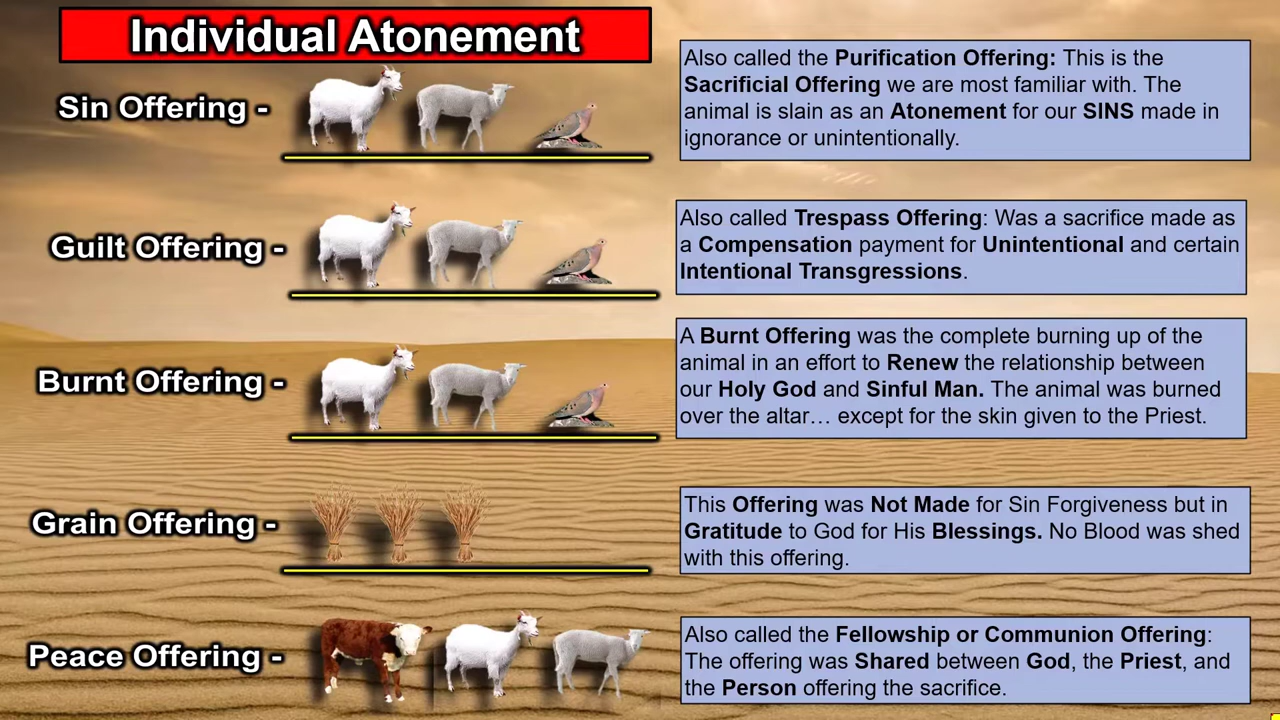 Individual Atonement
Sin Offering -
Also called the Purification Offering: This is the
Sacrificial Offering we are most familiar with. The
animal is slain as an Atonement for our SINS made in
ignorance or unintentionally.
Guilt Offering -
Also called Trespass Offering: Was a sacrifice made as
a Compensation payment for Unintentional and certain
Intentional Transgressions.
Burnt Offering -
A Burnt Offering was the complete burning up of the
animal in an effort to Renew the relationship between
our Holy God and Sinful Man. The animal was burned
over the altar… except for the skin given to the Priest.
Grain Offering -
This Offering was Not Made for Sin Forgiveness but in
Gratitude to God for His Blessings. No Blood was shed
with this offering.
Peace Offering -
Also called the Fellowship or Communion Offering:
The offering was Shared between God, the Priest, and
the Person offering the sacrifice.